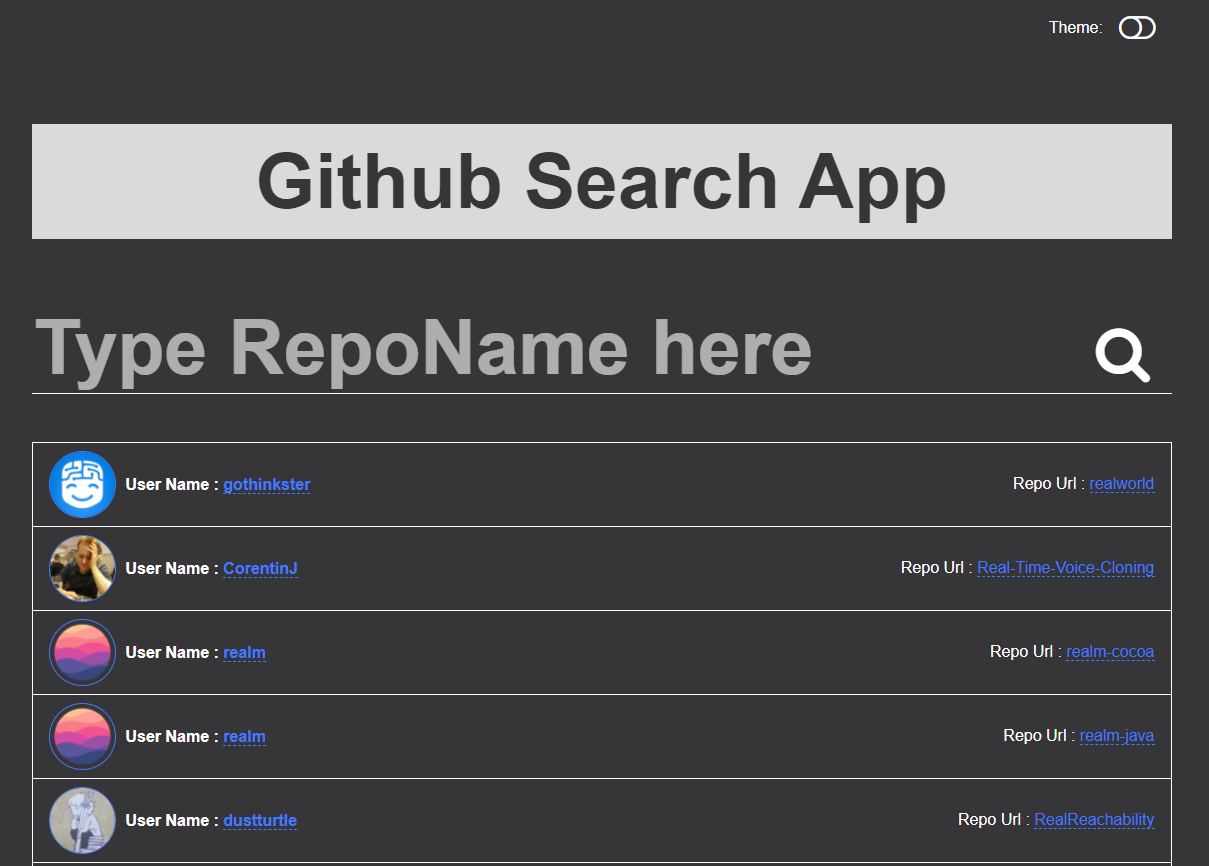 Theme:
Github Search App
Type RepoName here
User Name : gothinkster Repo Url : realworld
User Name : CorentinJ Repo Url : Real-Time-Voice-Cloning
User Name : realm Repo Url : realm-cocoa
User Name : realm Repo Url : realm-java
User Name : dustturtle Repo Url : RealReachability